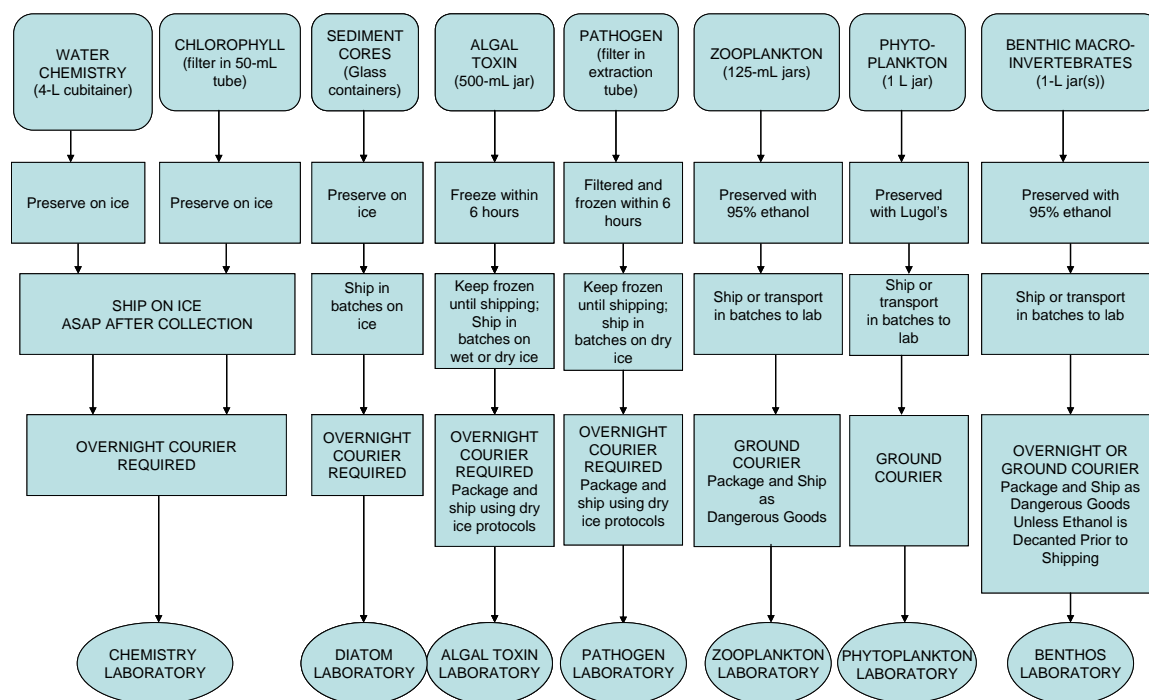 WATER
CHEMISTRY
(4-L cubitainer)
CHLOROPHYLL
(filter in 50-mL
tube)
SEDIMENT
CORES
(Glass
containers)
ALGAL
TOXIN
(500-mL jar)
PATHOGEN
(filter in
extraction
tube)
ZOOPLANKTON
(125-mL jars)
PHYTO-
PLANKTON
(1 L jar)
BENTHIC MACRO-
INVERTEBRATES
(1-L jar(s))
Preserve on ice
Preserve on ice
Preserve on
ice
Freeze within
6 hours
Filtered and
frozen within 6
hours
Preserved with
95% ethanol
Preserved
with Lugol's
Preserved with
95% ethanol
SHIP ON ICE
ASAP AFTER COLLECTION
Ship in
batches on
ice
Keep frozen
until shipping;
Ship in
batches on
wet or dry ice
Keep frozen
until shipping;
ship in
batches on dry
ice
Ship or transport
in batches to lab
Ship or
transport
in batches to
lab
Ship or transport
in batches to lab
OVERNIGHT COURIER
REQUIRED
OVERNIGHT
COURIER
REQUIRED
OVERNIGHT
COURIER
REQUIRED
Package and
ship using dry
ice protocols
OVERNIGHT
COURIER
REQUIRED
Package and
ship using dry
ice protocols
GROUND
COURIER
Package and Ship
as
Dangerous Goods
GROUND
COURIER
OVERNIGHT OR
GROUND COURIER
Package and Ship as
Dangerous Goods
Unless Ethanol is
Decanted Prior to
Shipping
CHEMISTRY
LABORATORY
DIATOM
LABORATORY
ALGAL TOXIN
LABORATORY
PATHOGEN
LABORATORY
ZOOPLANKTON
LABORATORY
PHYTOPLANKTON
LABORATORY
BENTHOS
LABORATORY